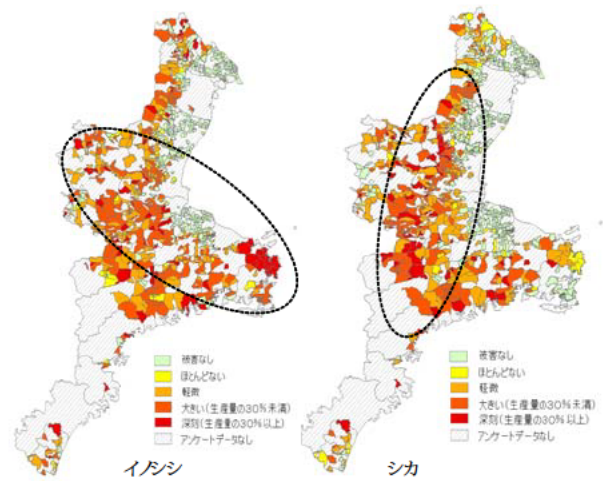 被害なし
ほとんどない
軽微
大きい(生産量の30%未満)
深刻(生産量の30%以上)
アンケートデータなし
イノシシ
被害なし
ほとんどない
軽微
大きい(生産量の30%未満)
深刻(生産量の30%以上)
アンケートデータなし
シカ